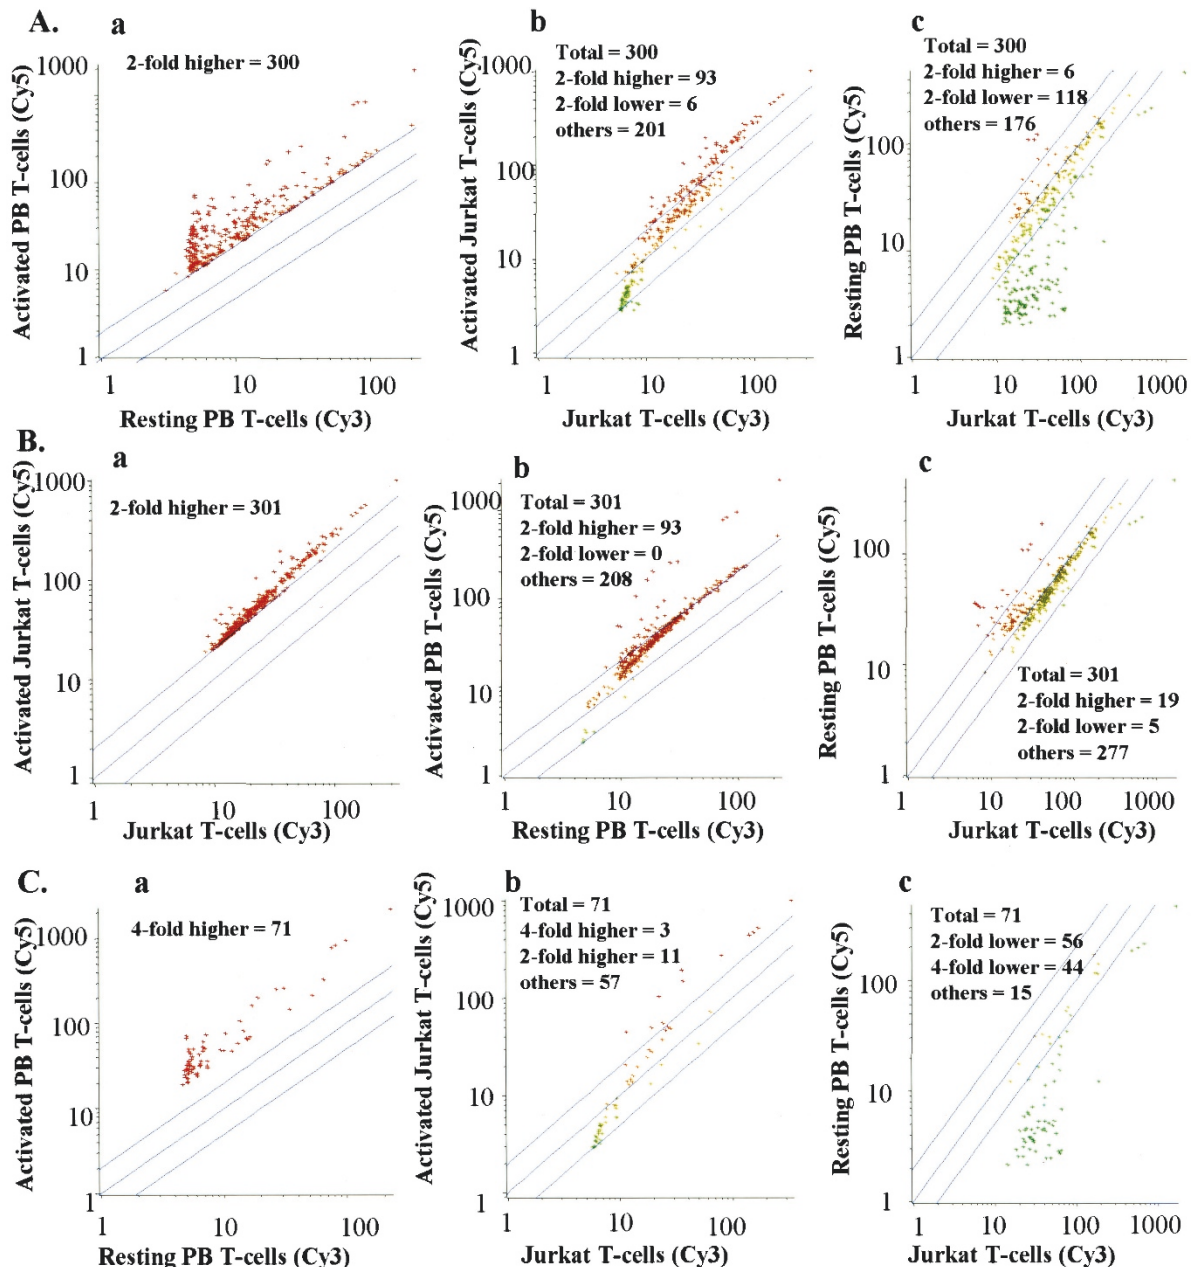 A.
a
2-fold higher = 300
Activated PB T-cells (Cy5)
1000
100
10
1
1
10
100
Resting PB T-cells (Cy3)
b
Total = 300
2-fold higher = 93
2-fold lower = 6
others = 201
Activated Jurkat T-cells (Cy5)
1000
100
10
1
1
10
100
Jurkat T-cells (Cy3)
c
Total = 300
2-fold higher = 6
2-fold lower = 118
others = 176
Resting PB T-cells (Cy5)
100
10
1
1
10
100
1000
Jurkat T-cells (Cy3)
B.
a
2-fold higher = 301
Activated Jurkat T-cells (Cy5)
1000
100
10
1
1
10
100
Jurkat T-cells (Cy3)
b
Total = 301
2-fold higher = 93
2-fold lower = 0
others = 208
Activated PB T-cells (Cy5)
1000
100
10
1
1
10
100
Resting PB T-cells (Cy3)
c
Total = 301
2-fold higher = 19
2-fold lower = 5
others = 277
Resting PB T-cells (Cy5)
100
10
1
1
10
100
1000
Jurkat T-cells (Cy3)
C.
a
4-fold higher = 71
Activated PB T-cells (Cy5)
1000
100
10
1
1
10
100
Resting PB T-cells (Cy3)
b
Total = 71
4-fold higher = 3
2-fold higher = 11
others = 57
Activated Jurkat T-cells (Cy5)
1000
100
10
1
1
10
100
Jurkat T-cells (Cy3)
c
Total = 71
2-fold lower = 56
4-fold lower = 44
others = 15
Resting PB T-cells (Cy5)
100
10
1
1
10
100
1000
Jurkat T-cells (Cy3)